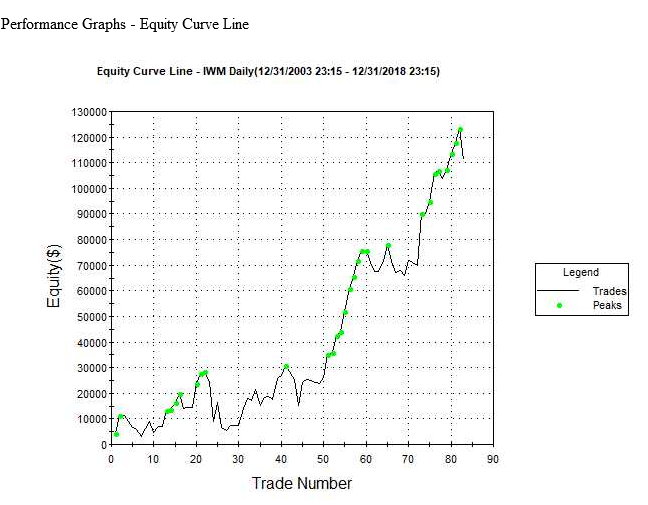 Performance Graphs - Equity Curve Line
Equity Curve Line - IWM Daily(12/31/2003 23:15 - 12/31/2018 23:15)
130000
120000
110000
100000
90000
80000
70000
60000
50000
40000
30000
20000
10000
0
Equity($)
0 10 20 30 40 50 60 70 80 90
Trade Number
Legend
Trades
Peaks